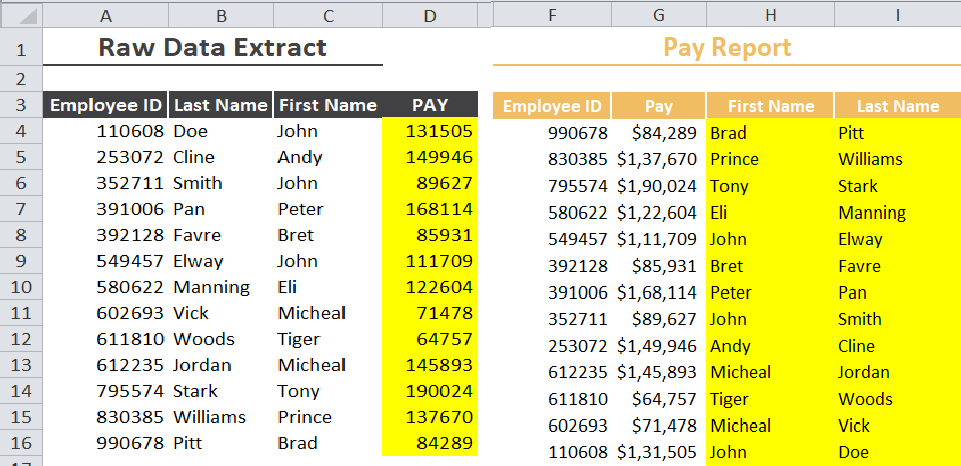 A B C D F G H I
1 Raw Data Extract Pay Report
2
3 Employee ID Last Name First Name PAY Employee ID Pay First Name Last Name
4 110608 Doe John 131505 990678 $84,289 Brad Pitt
5 253072 Cline Andy 149946 830385 $1,37,670 Prince Williams
6 352711 Smith John 89627 795574 $1,90,024 Tony Stark
7 391006 Pan Peter 168114 580622 $1,22,604 Eli Manning
8 392128 Favre Bret 85931 549457 $1,11,709 John Elway
9 549457 Elway John 111709 392128 $85,931 Bret Favre
10 580622 Manning Eli 122604 391006 $1,68,114 Peter Pan
11 602693 Vick Micheal 71478 352711 $89,627 John Smith
12 611810 Woods Tiger 64757 253072 $1,49,946 Andy Cline
13 612235 Jordan Micheal 145893 612235 $1,45,893 Micheal Jordan
14 795574 Stark Tony 190024 611810 $64,757 Tiger Woods
15 830385 Williams Prince 137670 602693 $71,478 Micheal Vick
16 990678 Pitt Brad 84289 110608 $1,31,505 John Doe